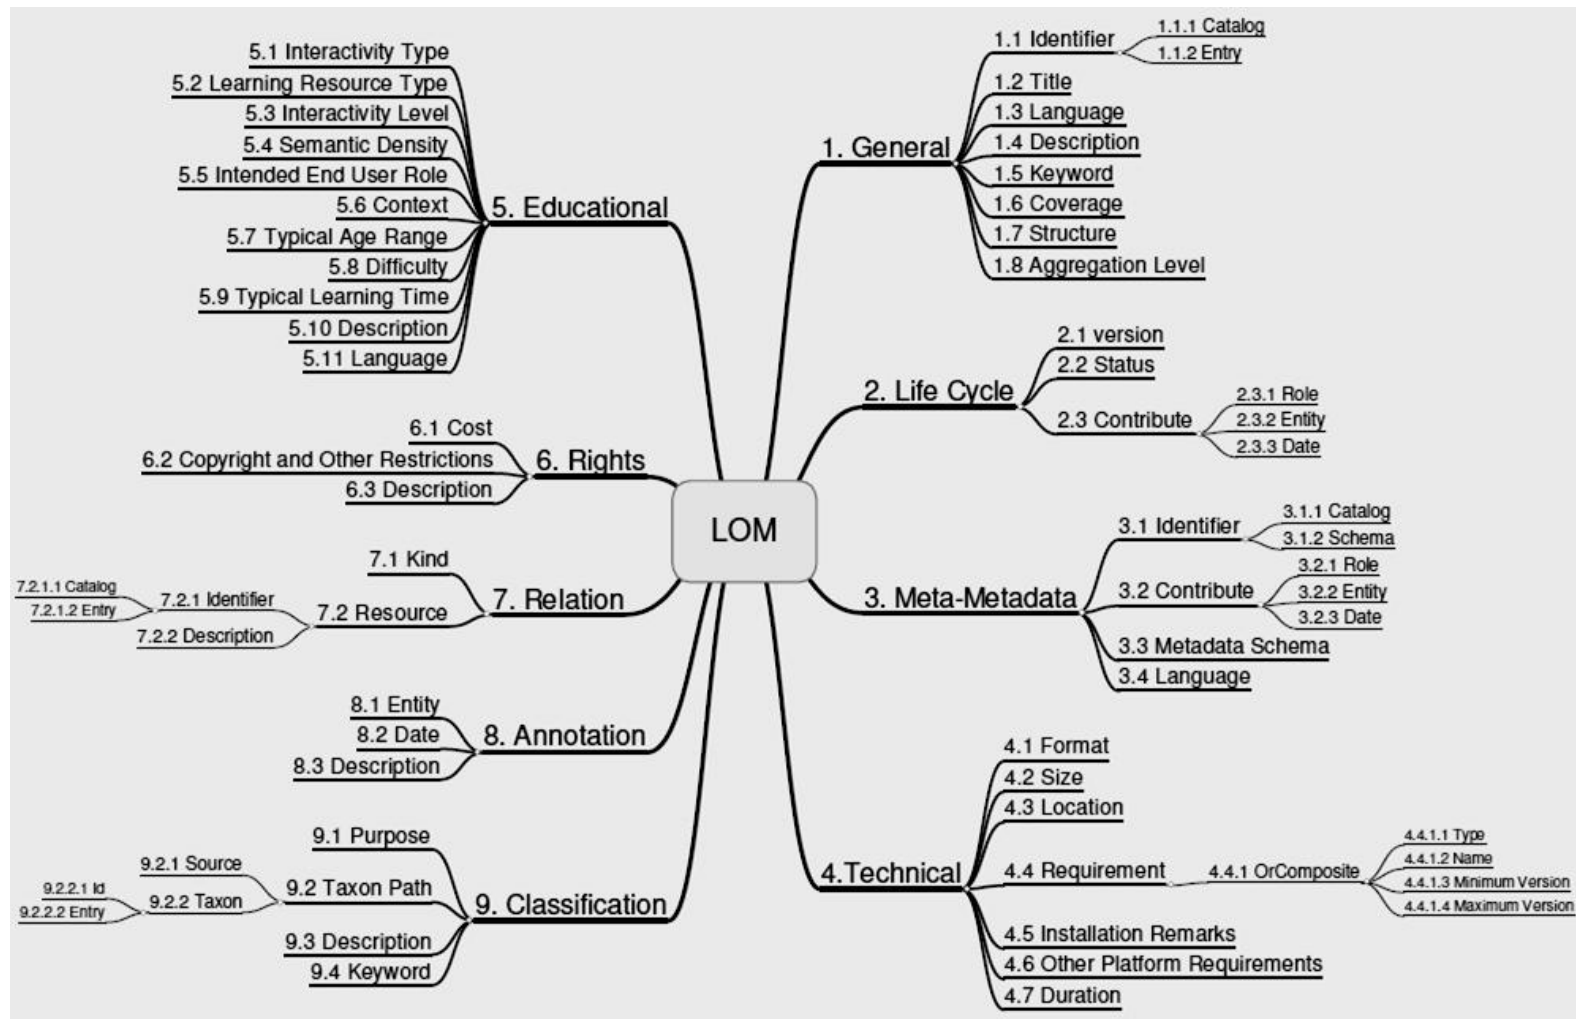 LOM
1. General
1.1 Identifier
1.1.1 Catalog
1.1.2 Entry
1.2 Title
1.3 Language
1.4 Description
1.5 Keyword
1.6 Coverage
1.7 Structure
1.8 Aggregation Level
2. Life Cycle
2.1 version
2.2 Status
2.3 Contribute
2.3.1 Role
2.3.2 Entity
2.3.3 Date
3. Meta-Metadata
3.1 Identifier
3.1.1 Catalog
3.1.2 Schema
3.2 Contribute
3.2.1 Role
3.2.2 Entity
3.2.3 Date
3.3 Metadata Schema
3.4 Language
4.Technical
4.1 Format
4.2 Size
4.3 Location
4.4 Requirement
4.4.1 OrComposite
4.4.1.1 Type
4.4.1.2 Name
4.4.1.3 Minimum Version
4.4.1.4 Maximum Version
4.5 Installation Remarks
4.6 Other Platform Requirements
4.7 Duration
5. Educational
5.1 Interactivity Type
5.2 Learning Resource Type
5.3 Interactivity Level
5.4 Semantic Density
5.5 Intended End User Role
5.6 Context
5.7 Typical Age Range
5.8 Difficulty
5.9 Typical Learning Time
5.10 Description
5.11 Language
6. Rights
6.1 Cost
6.2 Copyright and Other Restrictions
6.3 Description
7. Relation
7.1 Kind
7.2 Resource
7.2.1 Identifier
7.2.1.1 Catalog
7.2.1.2 Entry
7.2.2 Description
8. Annotation
8.1 Entity
8.2 Date
8.3 Description
9. Classification
9.1 Purpose
9.2 Taxon Path
9.2.1 Source
9.2.2 Taxon
9.2.2.1 Id
9.2.2.2 Entry
9.3 Description
9.4 Keyword